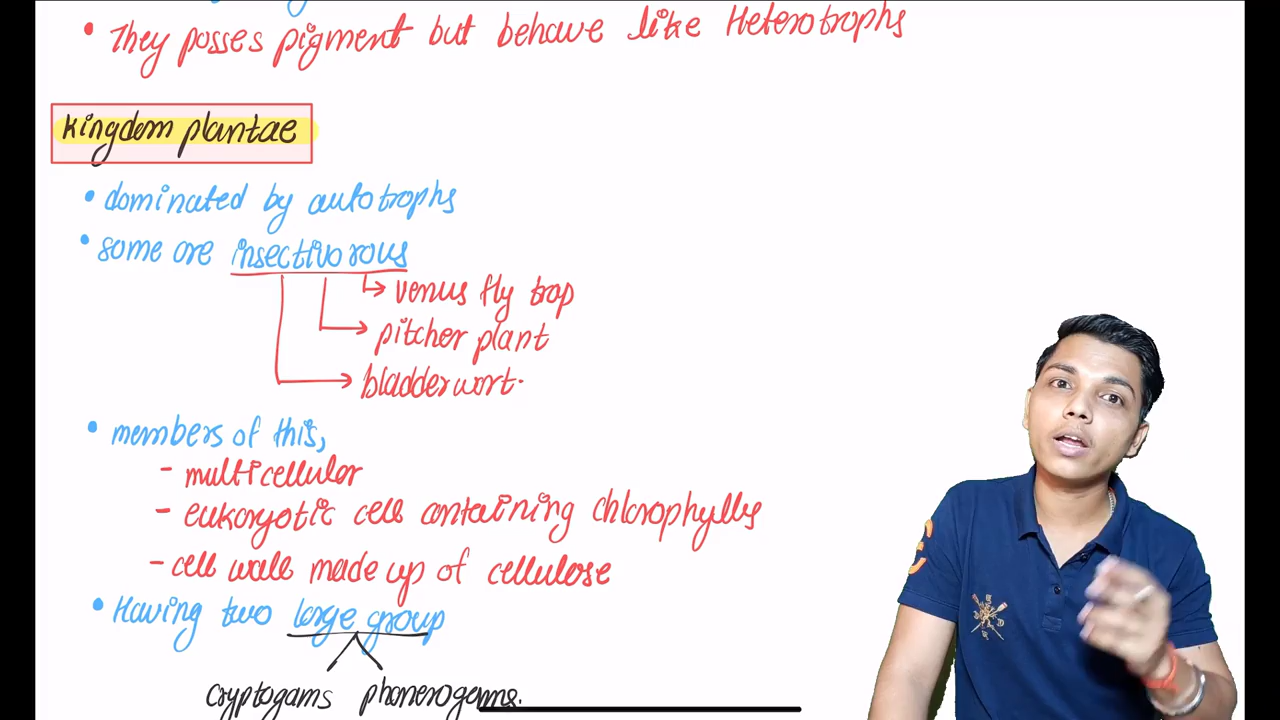 • They posses pigment but behave like Heterotrophs
Kingdom plantae
• dominated by autotrophs
• some are insectivorous
venus fly trap
pitcher plant
bladderwort.
• members of this,
- multicellular
- eukaryotic cell containing chlorophylls
- cell wall made up of cellulose
• Having two large group
cryptogams phanerogams.